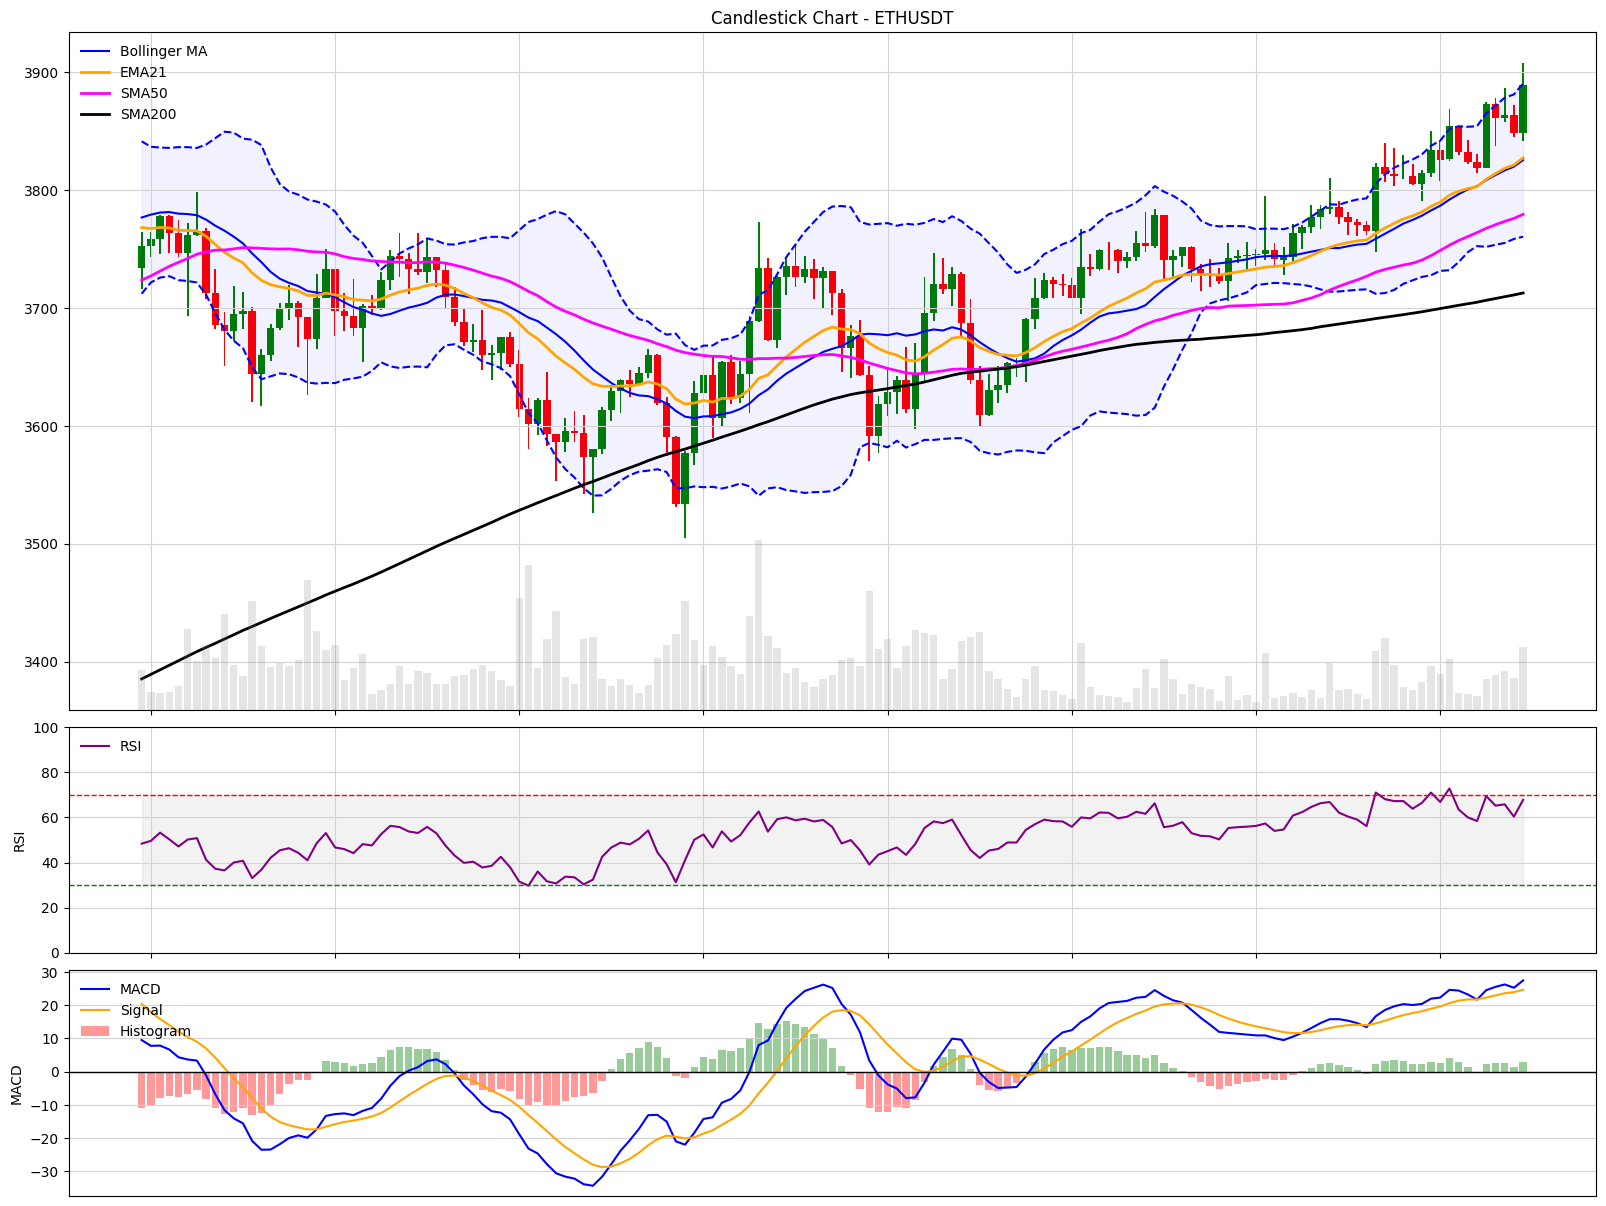 Candlestick Chart - ETHUSDT
Bollinger MA
EMA21
SMA50
SMA200
3900
3800
3700
3600
3500
3400
RSI
100
80
60
40
20
0
RSI
MACD
Signal
Histogram
30
20
10
0
−10
−20
−30
MACD